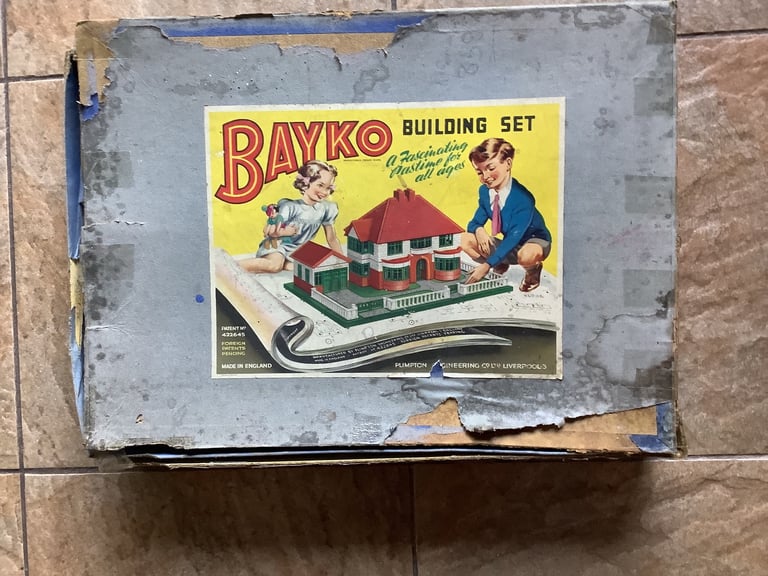 BAYKO
BUILDING SET
A Fascinating
Pastime for
all ages
PATENT Nº
422645
FOREIGN
PATENTS
PENDING
MADE IN ENGLAND
PLIMPTON ENGINEERING CO LTD LIVERPOOL 3